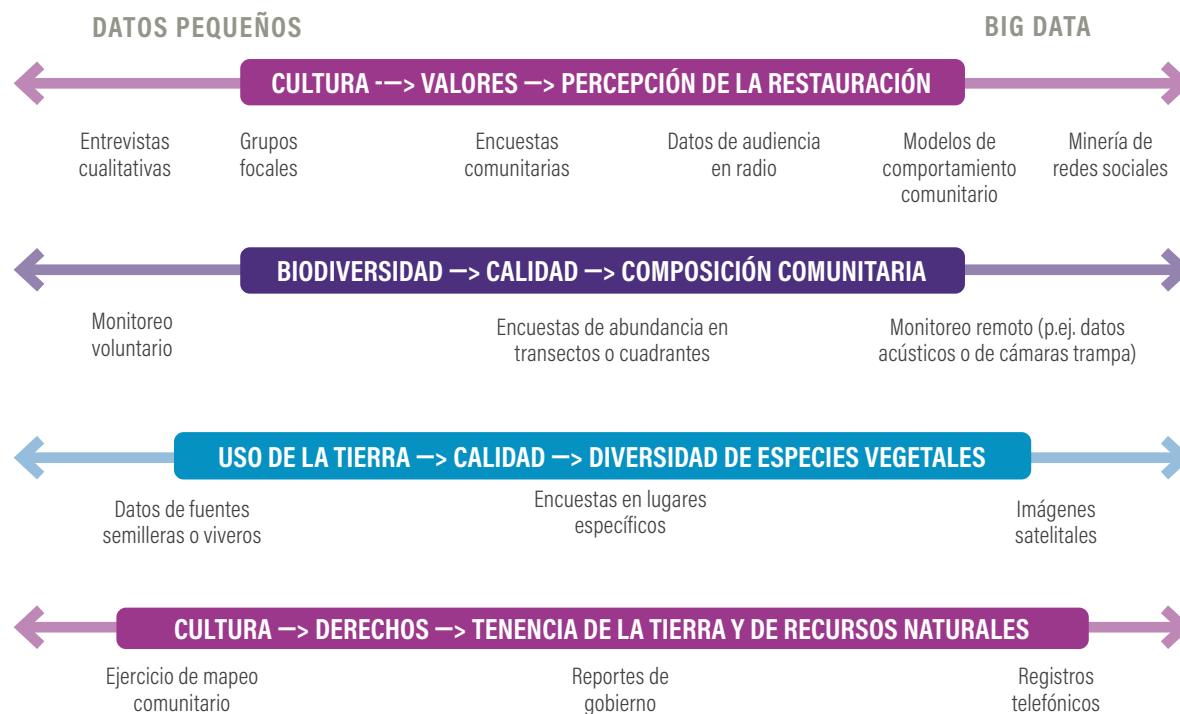 DATOS PEQUEÑOS
BIG DATA
CULTURA -—> VALORES —> PERCEPCIÓN DE LA RESTAURACIÓN
Entrevistas
cualitativas
Grupos
focales
Encuestas
comunitarias
Datos de audiencia
en radio
Modelos de
comportamiento
comunitario
Minería de
redes sociales
BIODIVERSIDAD —> CALIDAD —> COMPOSICIÓN COMUNITARIA
Monitoreo
voluntario
Encuestas de abundancia en
transectos o cuadrantes
Monitoreo remoto (p.ej. datos
acústicos o de cámaras trampa)
USO DE LA TIERRA —> CALIDAD —> DIVERSIDAD DE ESPECIES VEGETALES
Datos de fuentes
semilleras o viveros
Encuestas en lugares
específicos
Imágenes
satelitales
CULTURA —> DERECHOS —> TENENCIA DE LA TIERRA Y DE RECURSOS NATURALES
Ejercicio de mapeo
comunitario
Reportes de
gobierno
Registros
telefónicos